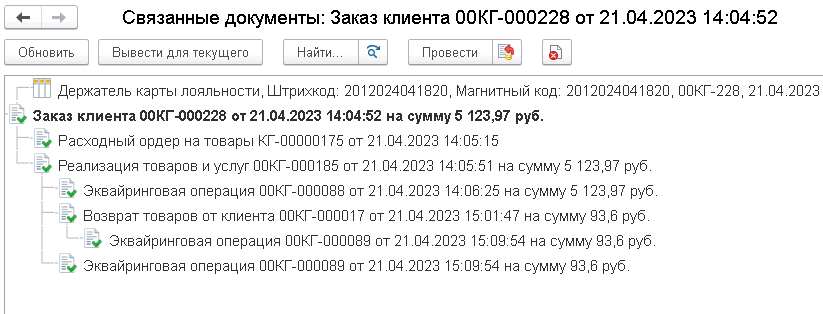 Связанные документы: Заказ клиента 00КГ-000228 от 21.04.2023 14:04:52
Обновить Вывести для текущего Найти... Провести
Держатель карты лояльности, Штрихкод: 2012024041820, Магнитный код: 2012024041820, 00КГ-228, 21.04.2023
Заказ клиента 00КГ-000228 от 21.04.2023 14:04:52 на сумму 5 123,97 руб.
Расходный ордер на товары КГ-00000175 от 21.04.2023 14:05:15
Реализация товаров и услуг 00КГ-000185 от 21.04.2023 14:05:51 на сумму 5 123,97 руб.
Эквайринговая операция 00КГ-000088 от 21.04.2023 14:06:25 на сумму 5 123,97 руб.
Возврат товаров от клиента 00КГ-000017 от 21.04.2023 15:01:47 на сумму 93,6 руб.
Эквайринговая операция 00КГ-000089 от 21.04.2023 15:09:54 на сумму 93,6 руб.
Эквайринговая операция 00КГ-000089 от 21.04.2023 15:09:54 на сумму 93,6 руб.